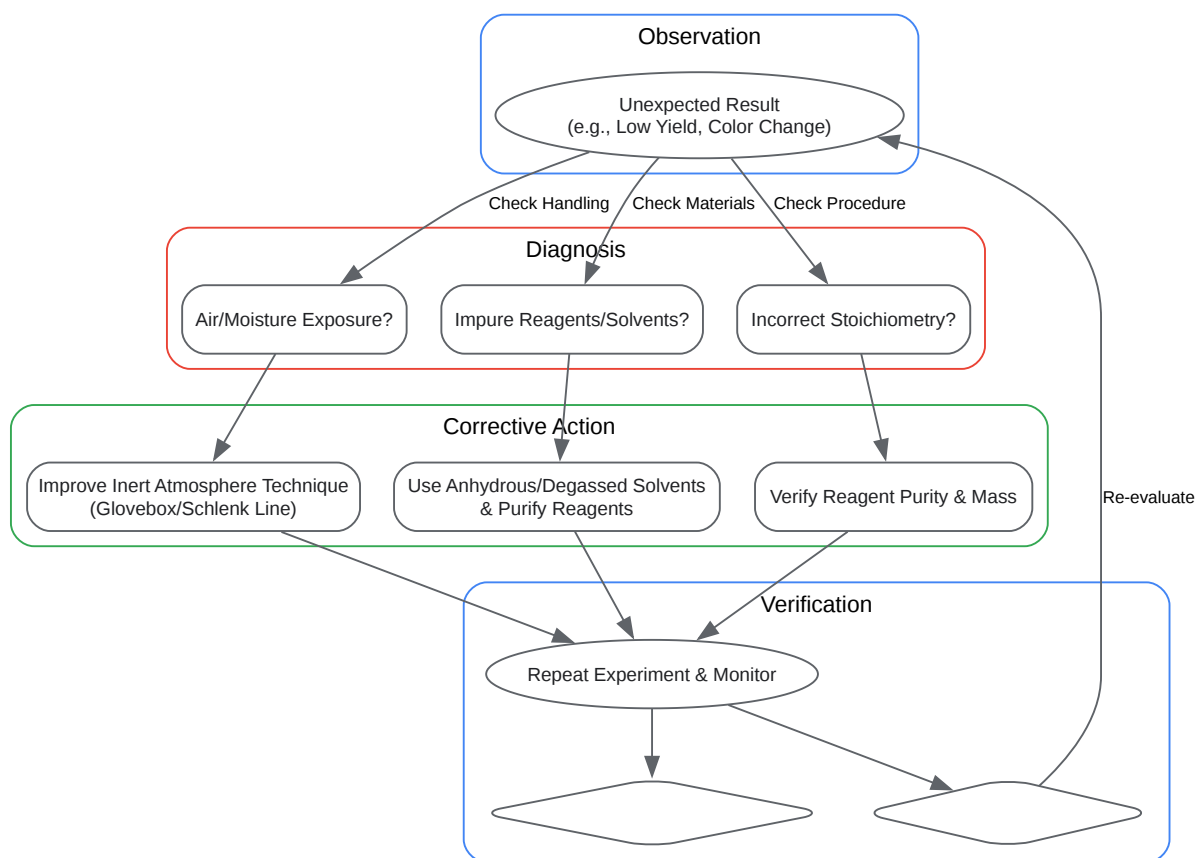 Observation
Unexpected Result
(e.g., Low Yield, Color Change)
Check Handling
Check Materials
Check Procedure
Diagnosis
Air/Moisture Exposure?
Impure Reagents/Solvents?
Incorrect Stoichiometry?
Corrective Action
Improve Inert Atmosphere Technique
(Glovebox/Schlenk Line)
Use Anhydrous/Degassed Solvents
& Purify Reagents
Verify Reagent Purity & Mass
Re-evaluate
Verification
Repeat Experiment & Monitor